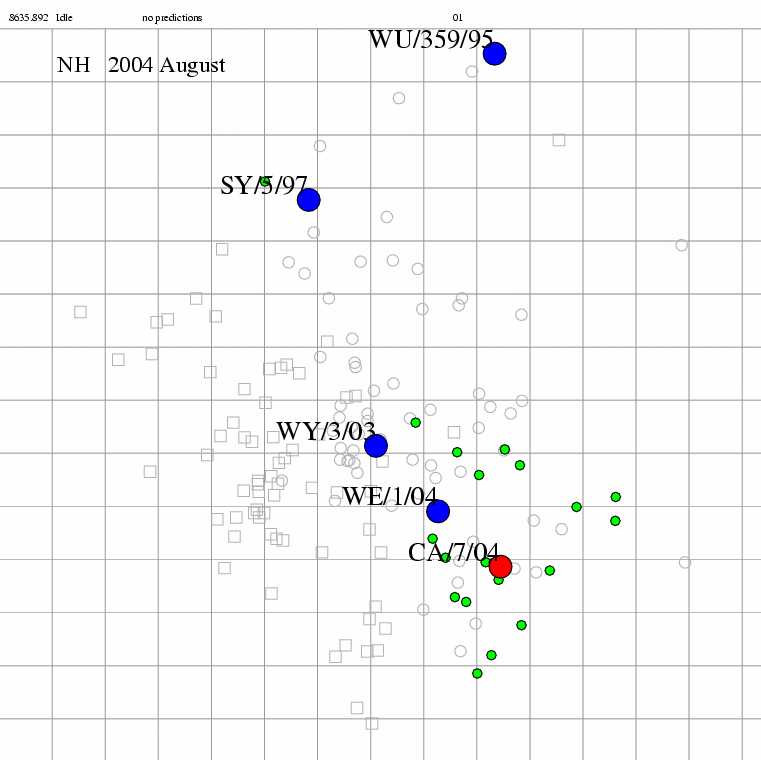 8635.892 Idle no predictions 01
WU/359/95
NH 2004 August
SY/5/97
WY/3/03
WE/1/04
CA/7/04